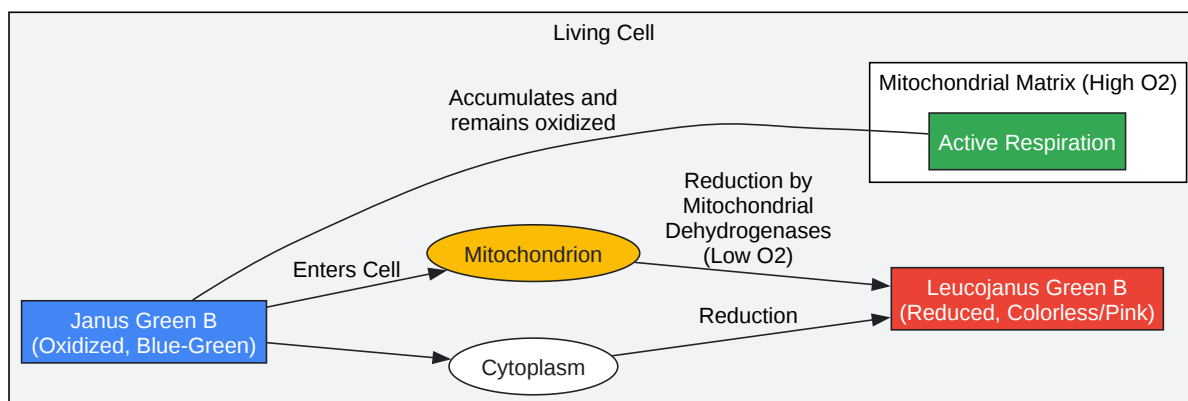 Living Cell
Mitochondrial Matrix (High O2)
Active Respiration
Accumulates and
remains oxidized
Reduction by
Mitochondrial
Dehydrogenases
(Low O2)
Mitochondrion
Enters Cell
Janus Green B
(Oxidized, Blue-Green)
Leucojanus Green B
(Reduced, Colorless/Pink)
Reduction
Cytoplasm